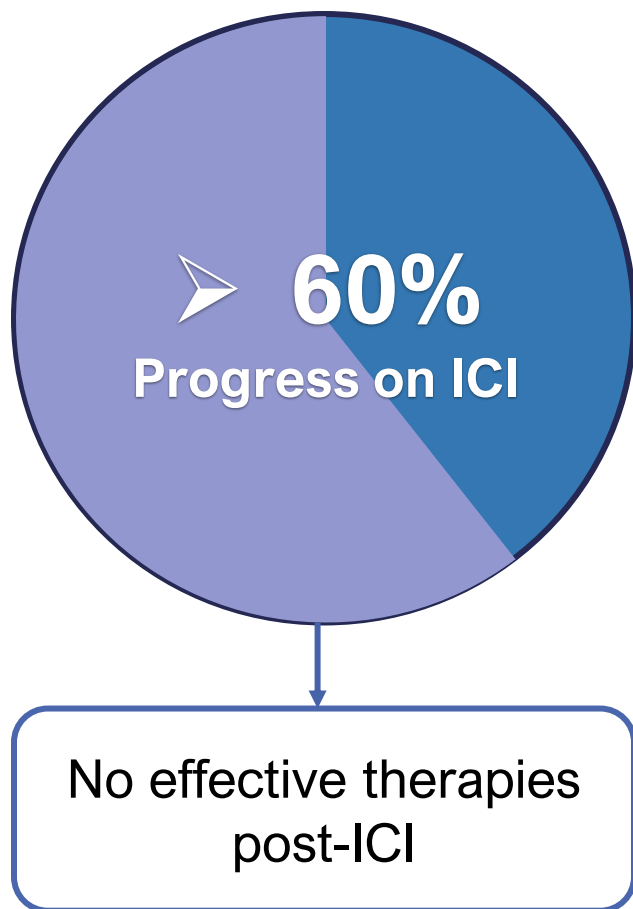 ➢ 60%
Progress on ICI
No effective therapies
post-ICI